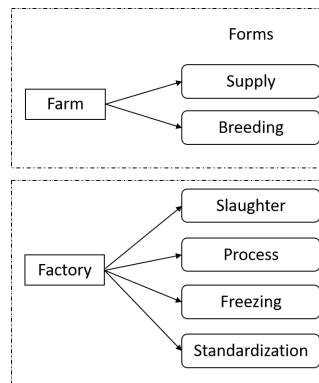 Forms
Supply
Farm
Breeding
Slaughter
Process
Factory
Freezing
Standardization